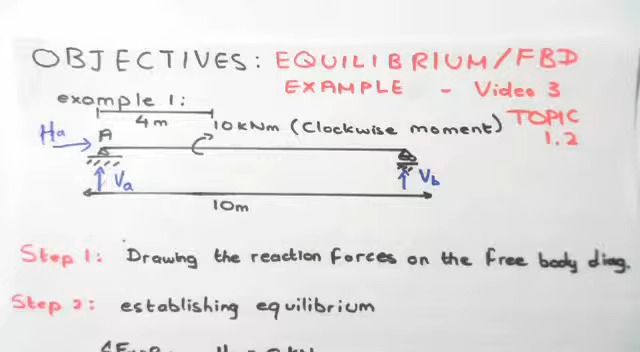 OBJECTIVES: EQUILIBRIUM/FBD
EXAMPLE - Video 3
TOPIC 1.2
example 1:
4m
10kNm (Clockwise moment)
Ha
A
Va
Vb
10m
Step 1: Drawing the reaction forces on the free body diag.
Step 2: establishing equilibrium